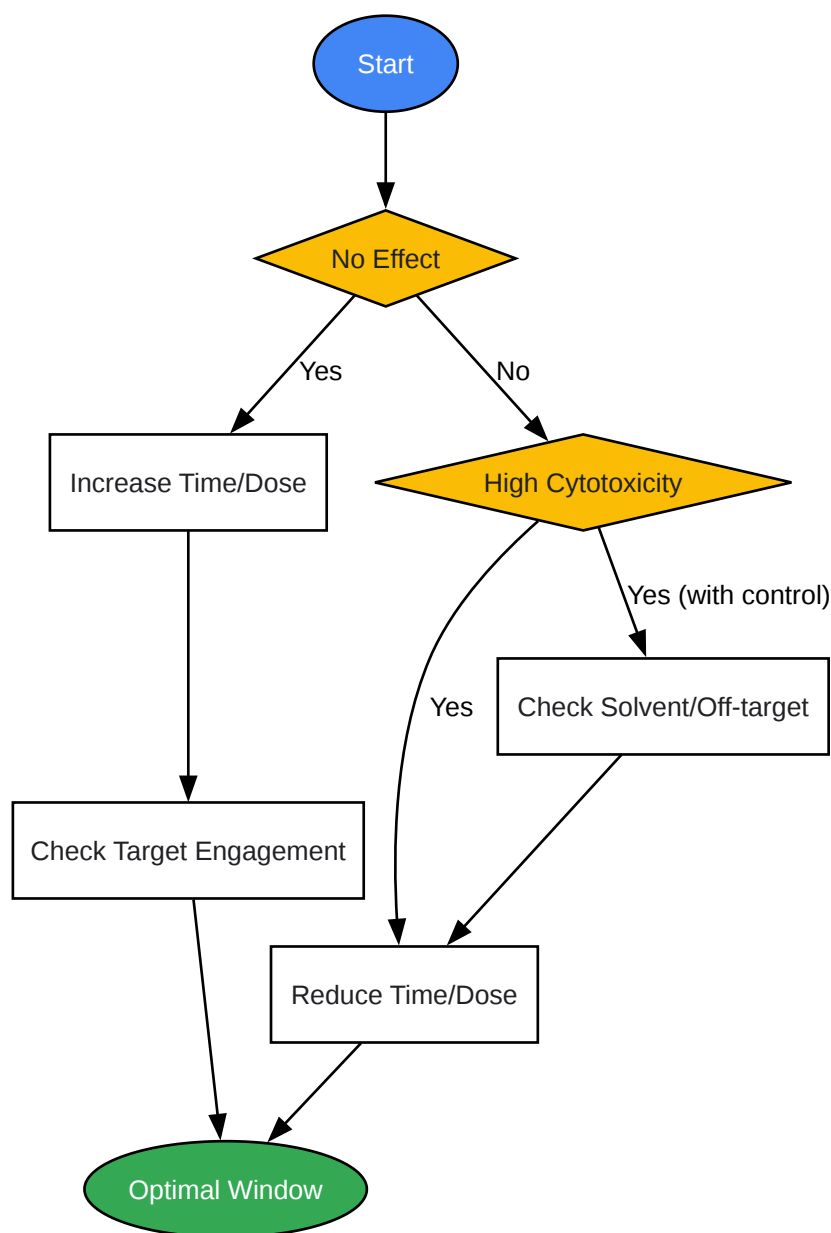 Start
No Effect
Yes
No
Increase Time/Dose
High Cytotoxicity
Yes (with control)
Yes
Check Solvent/Off-target
Check Target Engagement
Reduce Time/Dose
Optimal Window